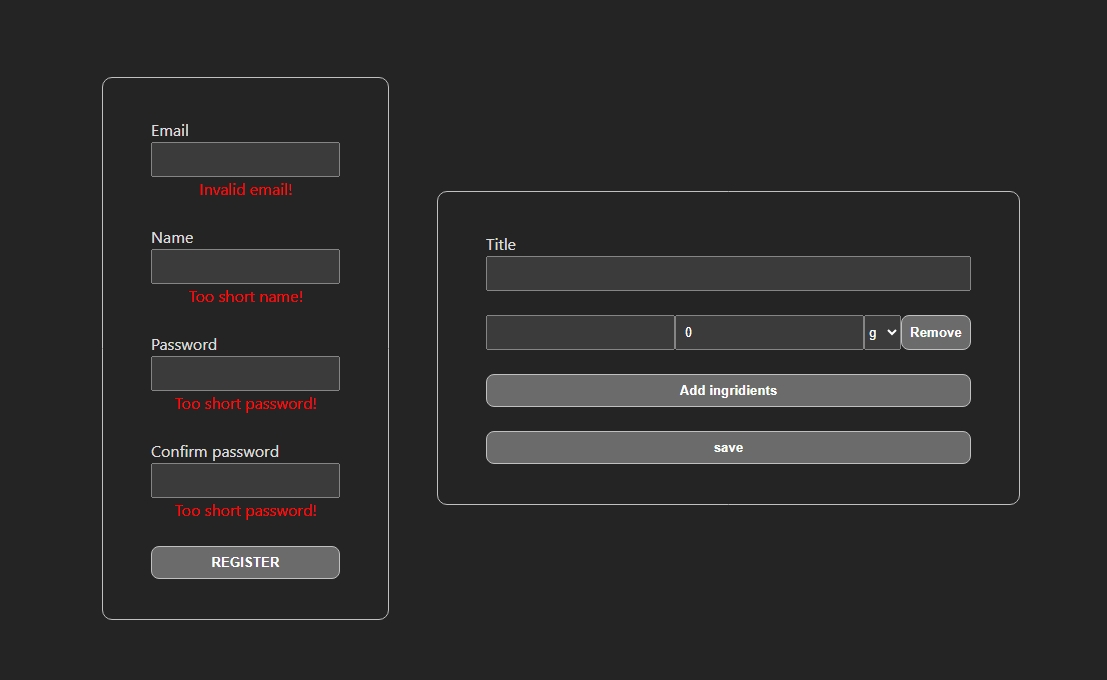 Email
Invalid email!
Name
Too short name!
Password
Too short password!
Confirm password
Too short password!
REGISTER
Title
0 g Remove
Add ingridients
save